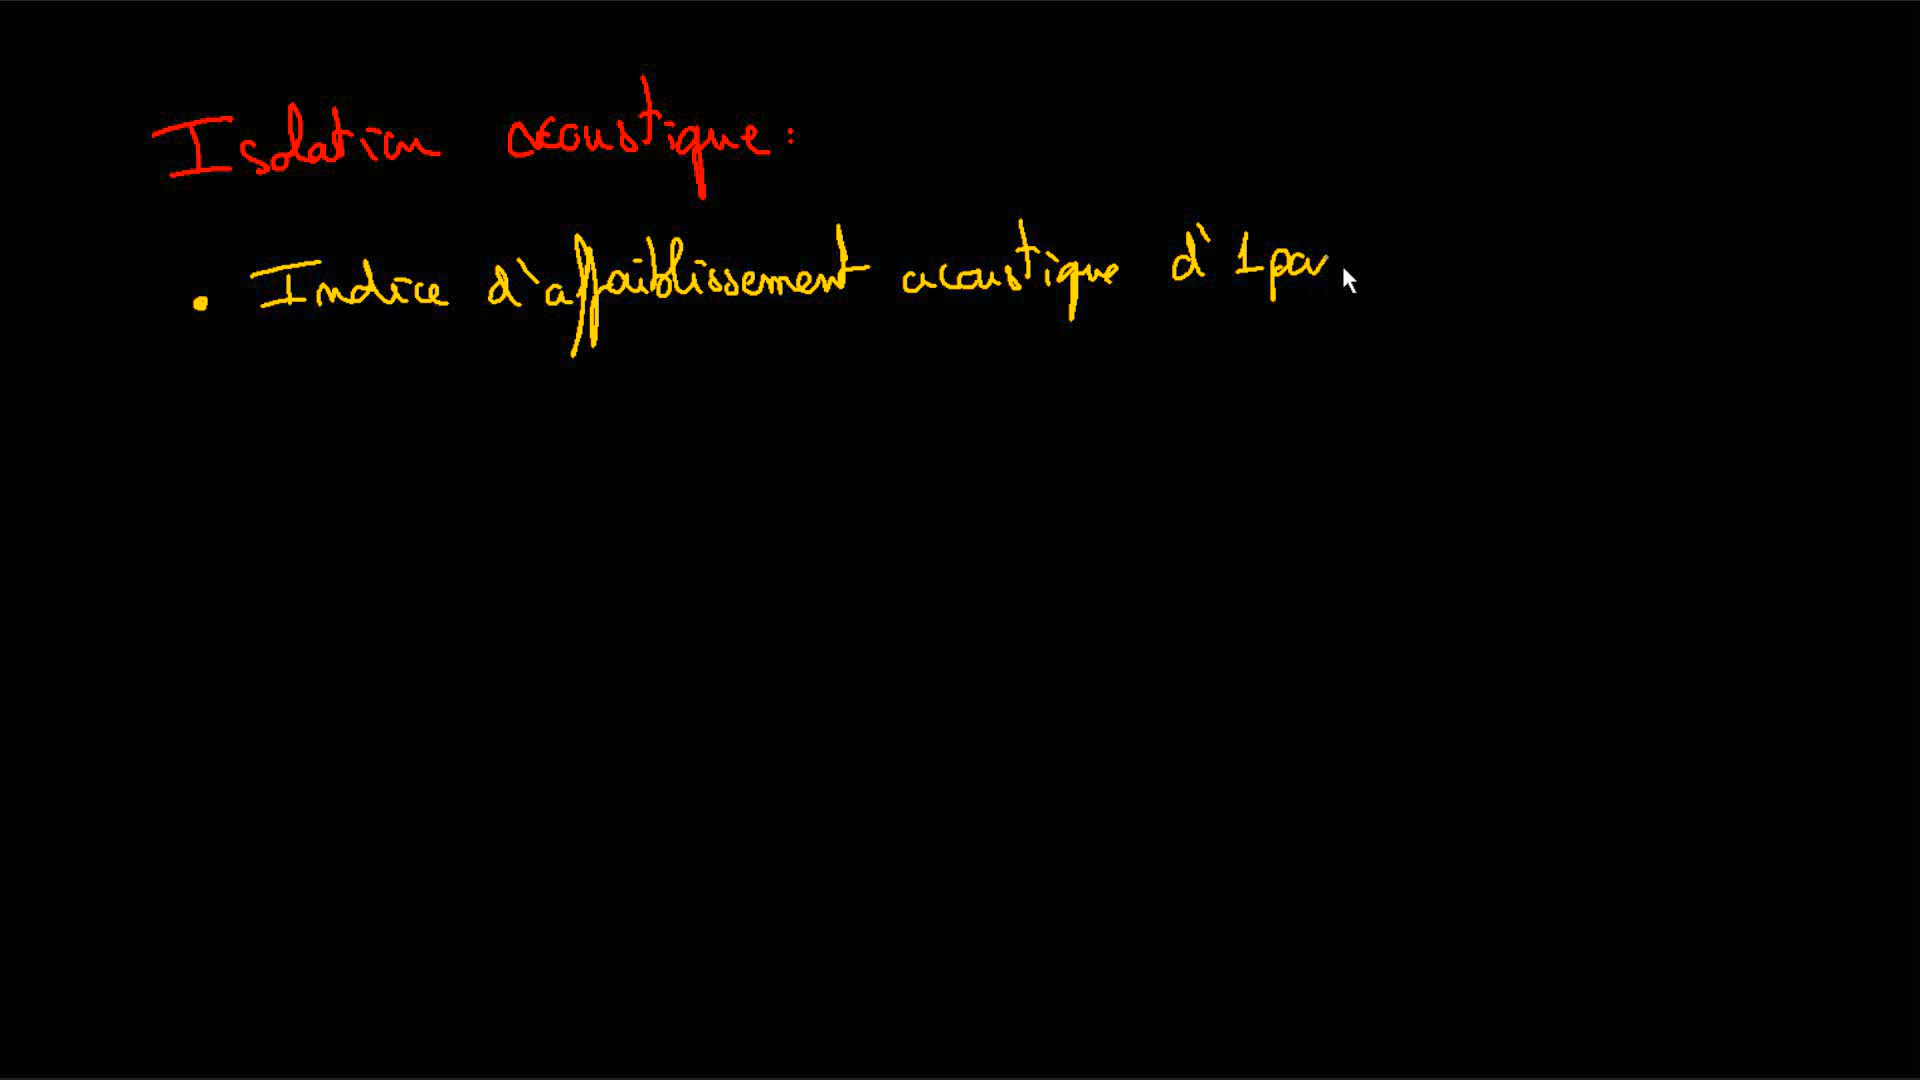 Isolation acoustique :
• Indice d'affaiblissement acoustique d'1 par